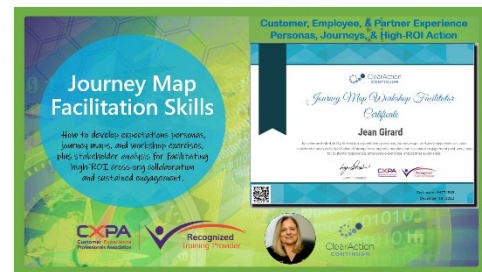 Customer, Employee, & Partner Experience
Personas, Journeys, & High-ROI Action
Journey Map
Facilitation Skills
How to develop expectations personas,
journey maps, and workshop exercises,
plus stakeholder analysis for facilitating
high-ROI cross-org collaboration
and sustained engagement.
ClearAction
CONTINUUM
Journey Map Workshop Facilitator
Certificate
Jean Girard
CXPA
Customer Experience
Professionals Association
Recognized
Training Provider
ClearAction
CONTINUUM